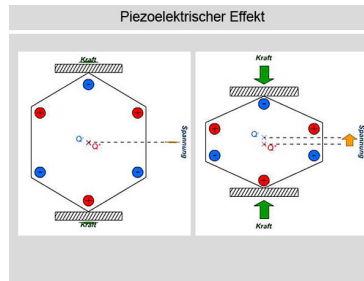 Piezoelektrischer Effekt
Kraft
-
+
+
Q-
Q+
Spannung
-
-
+
Kraft
Kraft
-
+
+
Q-
Q+
Spannung
-
-
+
Kraft